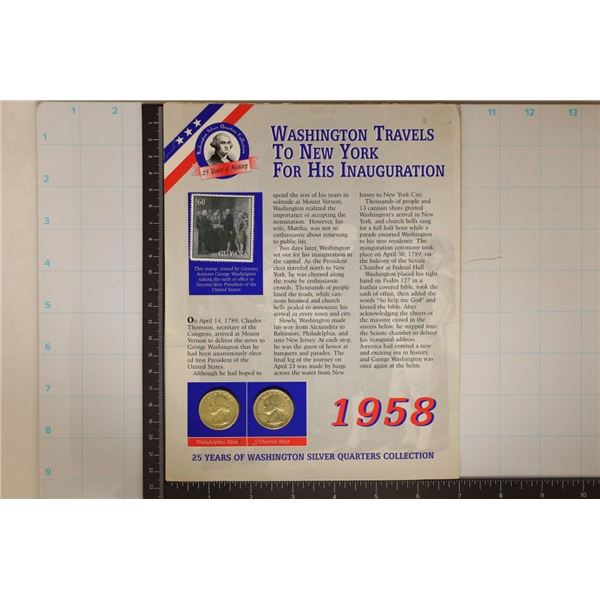 Washington Silver Quarters Collection
25 Years of History
WASHINGTON TRAVELS
TO NEW YORK
FOR HIS INAUGURATION
$60
GUYANA
This stamp, issued by Guyana
features George Washington
taking the oath of office to
become first President of the
United States
ON April 14, 1789, Charles
Thomson, secretary of the
Congress, arrived at Mount
Vernon to deliver the news to
George Washington that he
had been unanimously elect-
ed first President of the
United States.
Although he had hoped to
spend the rest of his years in
solitude at Mount Vernon,
Washington realized the
importance of accepting the
nomination. However, his
wife, Martha, was not so
enthusiastic about returning
to public life.
Two days later, Washington
set out for his inauguration in
the capital. As the President
elect traveled north to New
York, he was cheered along
the route by enthusiastic
crowds. Thousands of people
lined the roads, while can-
nons boomed and church
bells pealed to announce his
arrival in every town and city.
Slowly, Washington made
his way from Alexandria to
Baltimore, Philadelphia, and
into New Jersey. At each stop,
he was the guest of honor at
banquets and parades. The
final leg of the journey on
April 23 was made by barge
across the water from New
Jersey to New York City.
Thousands of people and
13 cannon shots greeted
Washington's arrival in New
York, and church bells rang
for a full half hour while a
parade escorted Washington
to his new residence. The
inauguration ceremony took
place on April 30, 1789, on
the balcony of the Senate
Chamber at Federal Hall.
Washington placed his right
hand on Psalm 127 in a
leather covered bible, took the
oath of office, then added the
words "So help me God" and
kissed the bible. After
acknowledging the cheers of
the massive crowd in the
streets below, he stepped into
the Senate chamber to deliver
his inaugural address.
America had entered a new
and exciting era in history,
and George Washington was
once again at the helm.
Philadelphia Mint
Denver Mint
1958
25 YEARS OF WASHINGTON SILVER QUARTERS COLLECTION